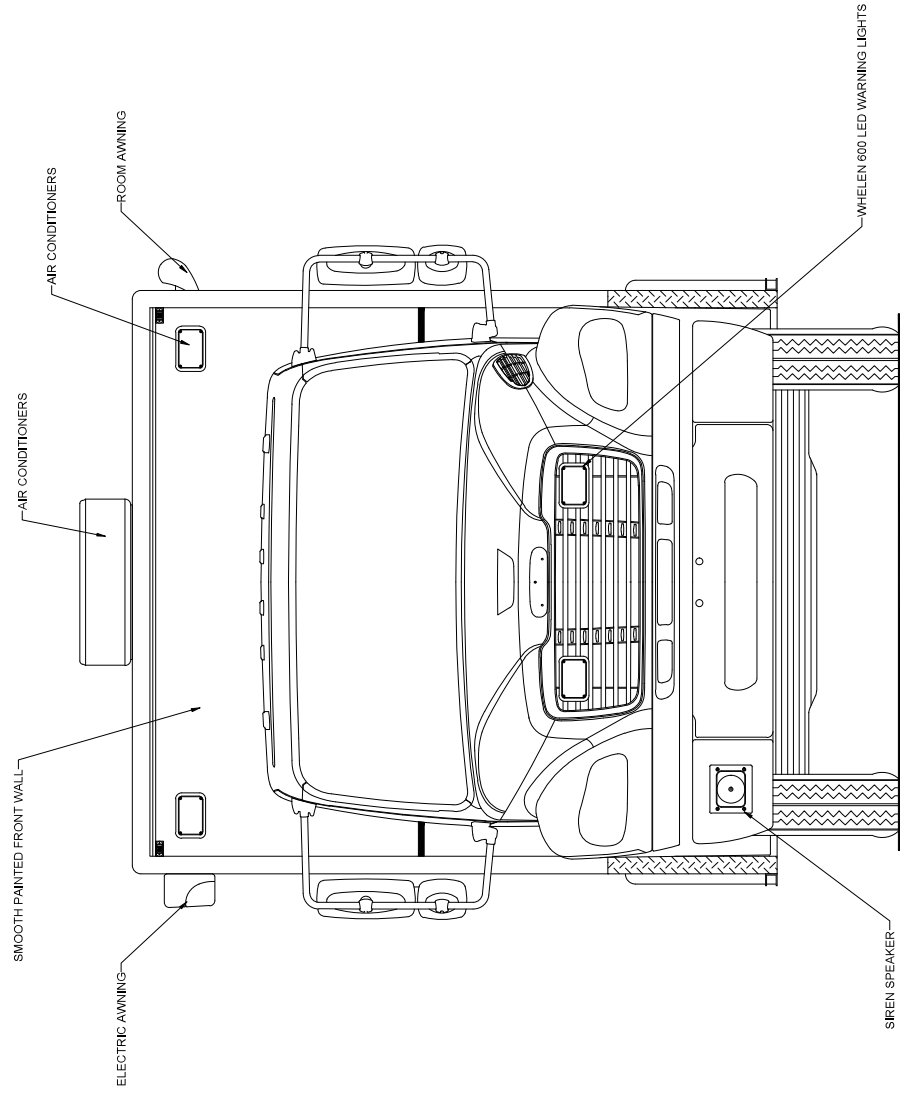 ELECTRIC AWNING
SMOOTH PAINTED FRONT WALL
AIR CONDITIONERS
AIR CONDITIONERS
ROOM AWNING
SIREN SPEAKER
WHELEN 600 LED WARNING LIGHTS